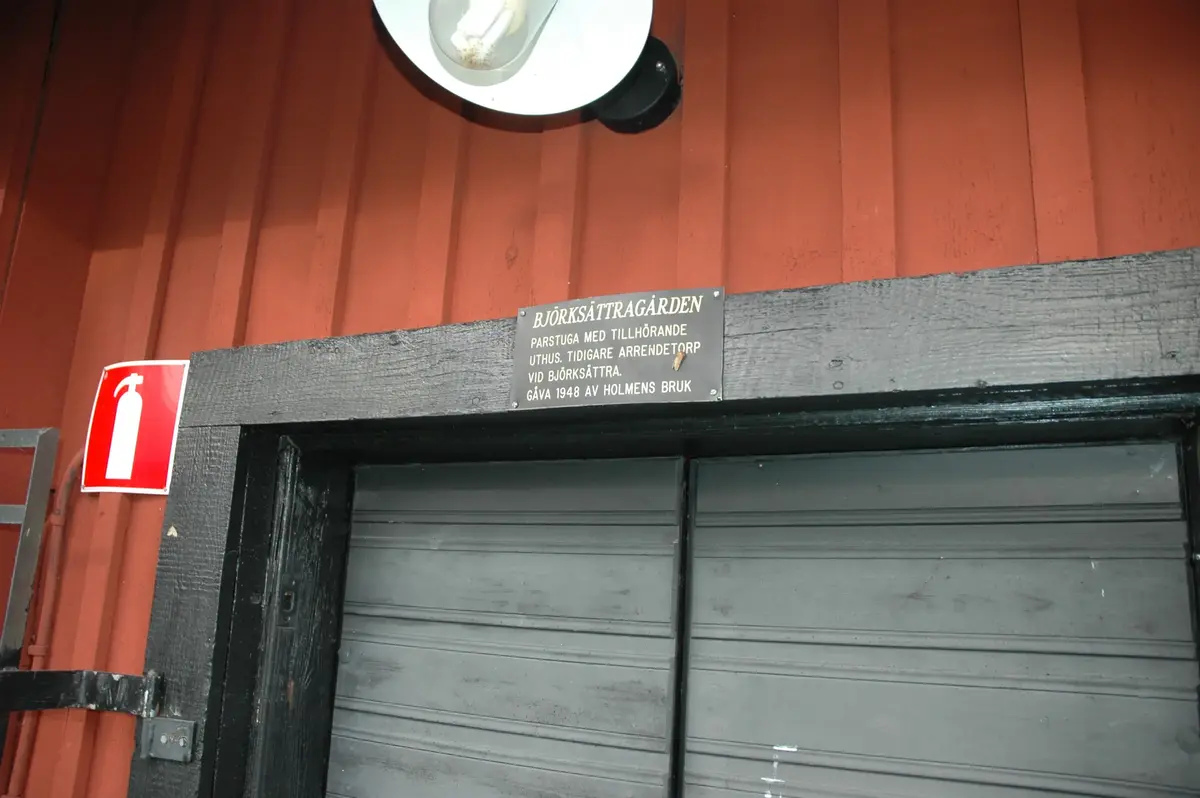 BJÖRKSÄTTRAGÅRDEN
PARSTUGA MED TILLHÖRANDE
UTHUS. TIDIGARE ARRENDETORP
VID BJÖRKSÄTTRA.
GÅVA 1948 AV HOLMENS BRUK